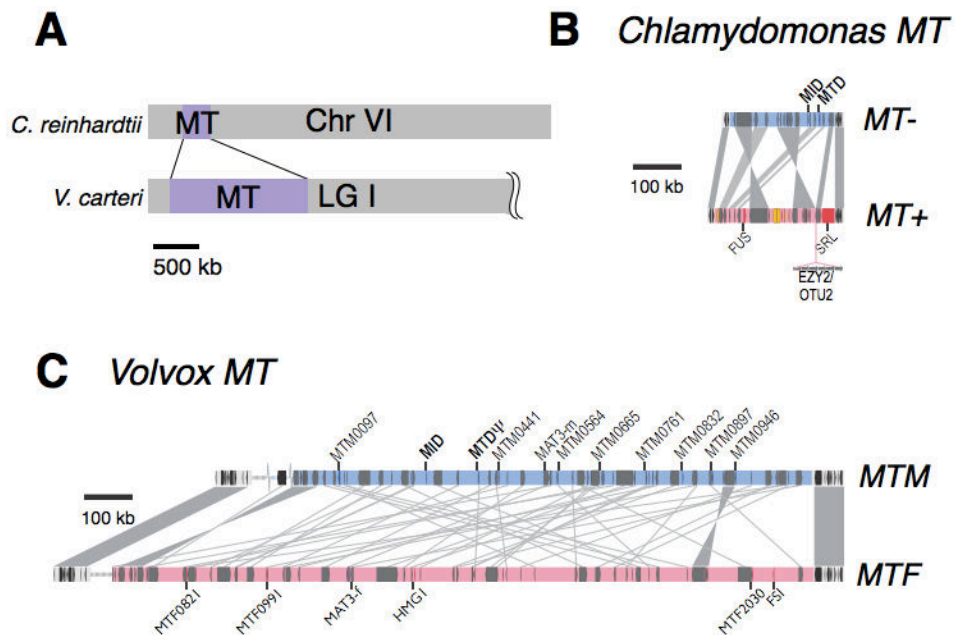 A
C. reinhardtii
MT
Chr VI
V. carteri
MT
LG I
500 kb
B Chlamydomonas MT
MID
MTD
MT-
100 kb
MT+
FUS
SRL
EZY2/
OTU2
C Volvox MT
MTM0097
MID
MTDΨ
MTM0441
MAT3-m
MTM0564
MTM0665
MTM0761
MTM0832
MTM0897
MTM0946
MTM
100 kb
MTF
MTF0821
MTF0991
MAT3-f
HMG1
MTF2030
FSI